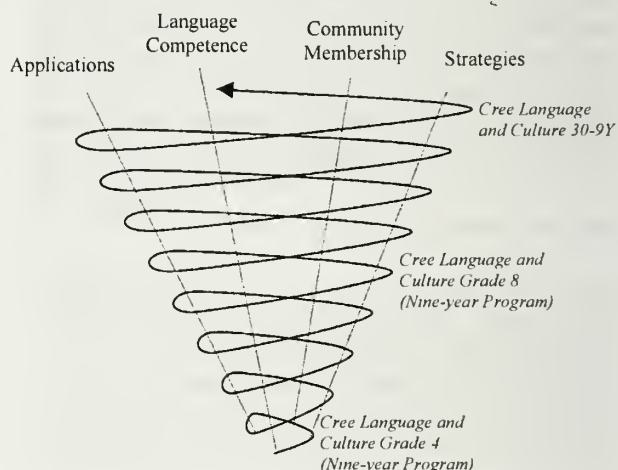 Applications
Language
Competence
Community
Membership
Strategies
Cree Language
and Culture 30-9Y
Cree Language and
Culture Grade 8
(Nine-year Program)
Cree Language and
Culture Grade 4
(Nine-year Program)